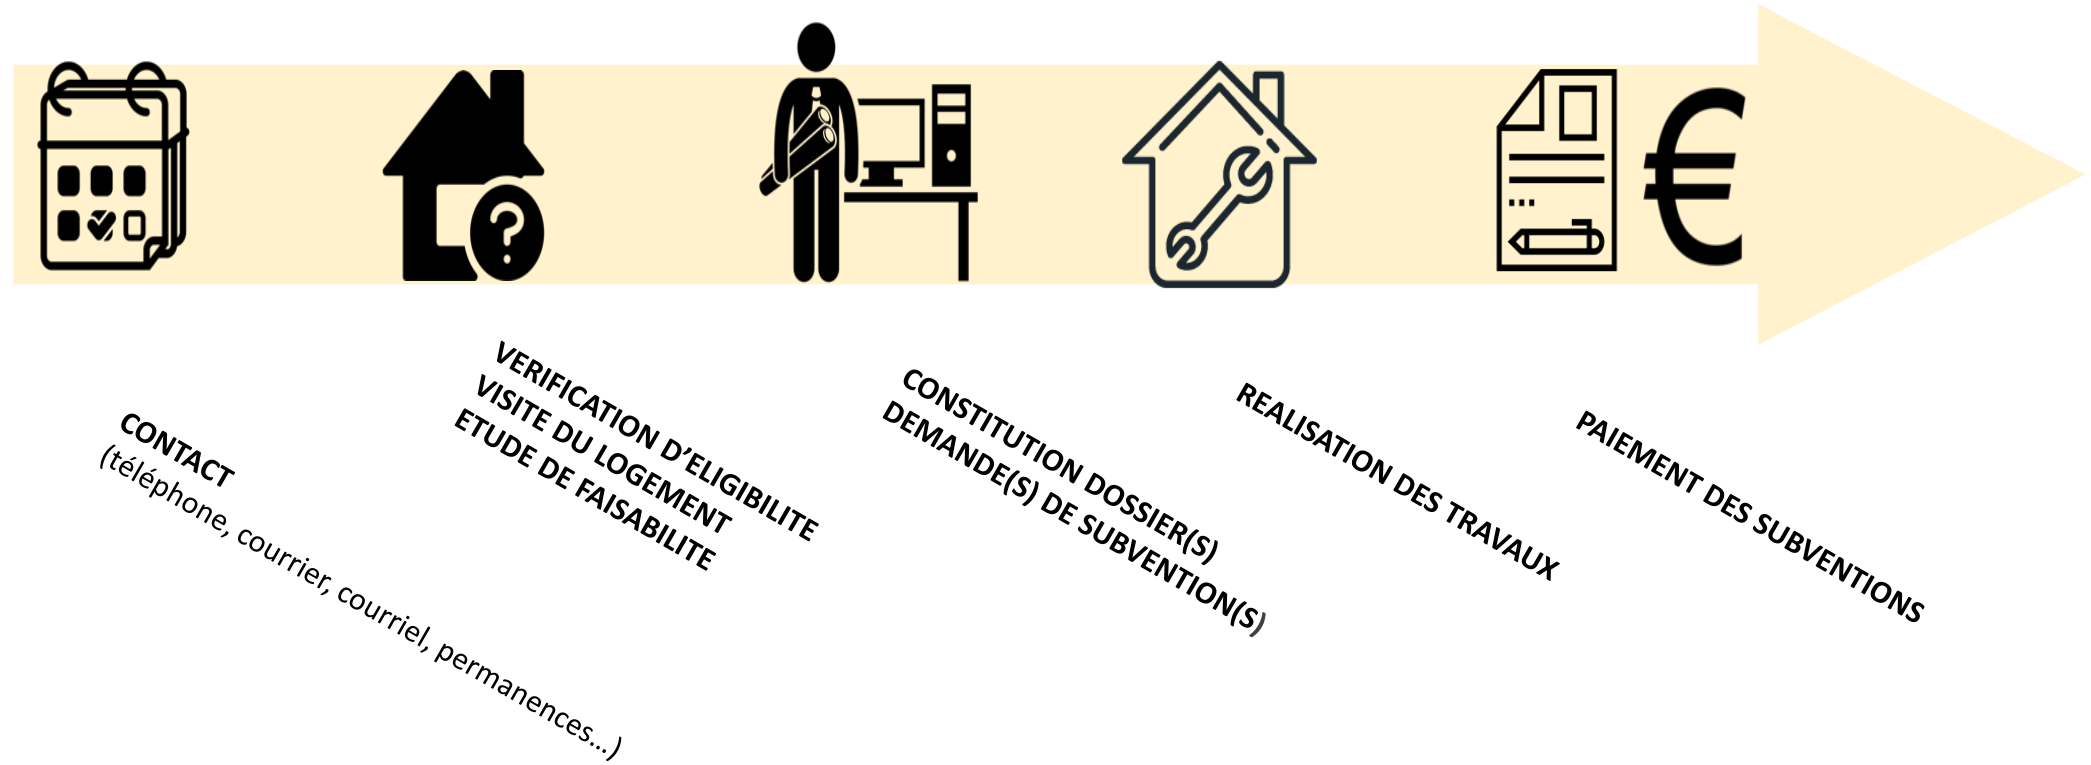 CONTACT
(téléphone, courrier, courriel, permanences...)
VERIFICATION D’ELIGIBILITE
VISITE DU LOGEMENT
ETUDE DE FAISABILITE
CONSTITUTION DOSSIER(S)
DEMANDE(S) DE SUBVENTION(S)
REALISATION DES TRAVAUX
PAIEMENT DES SUBVENTIONS